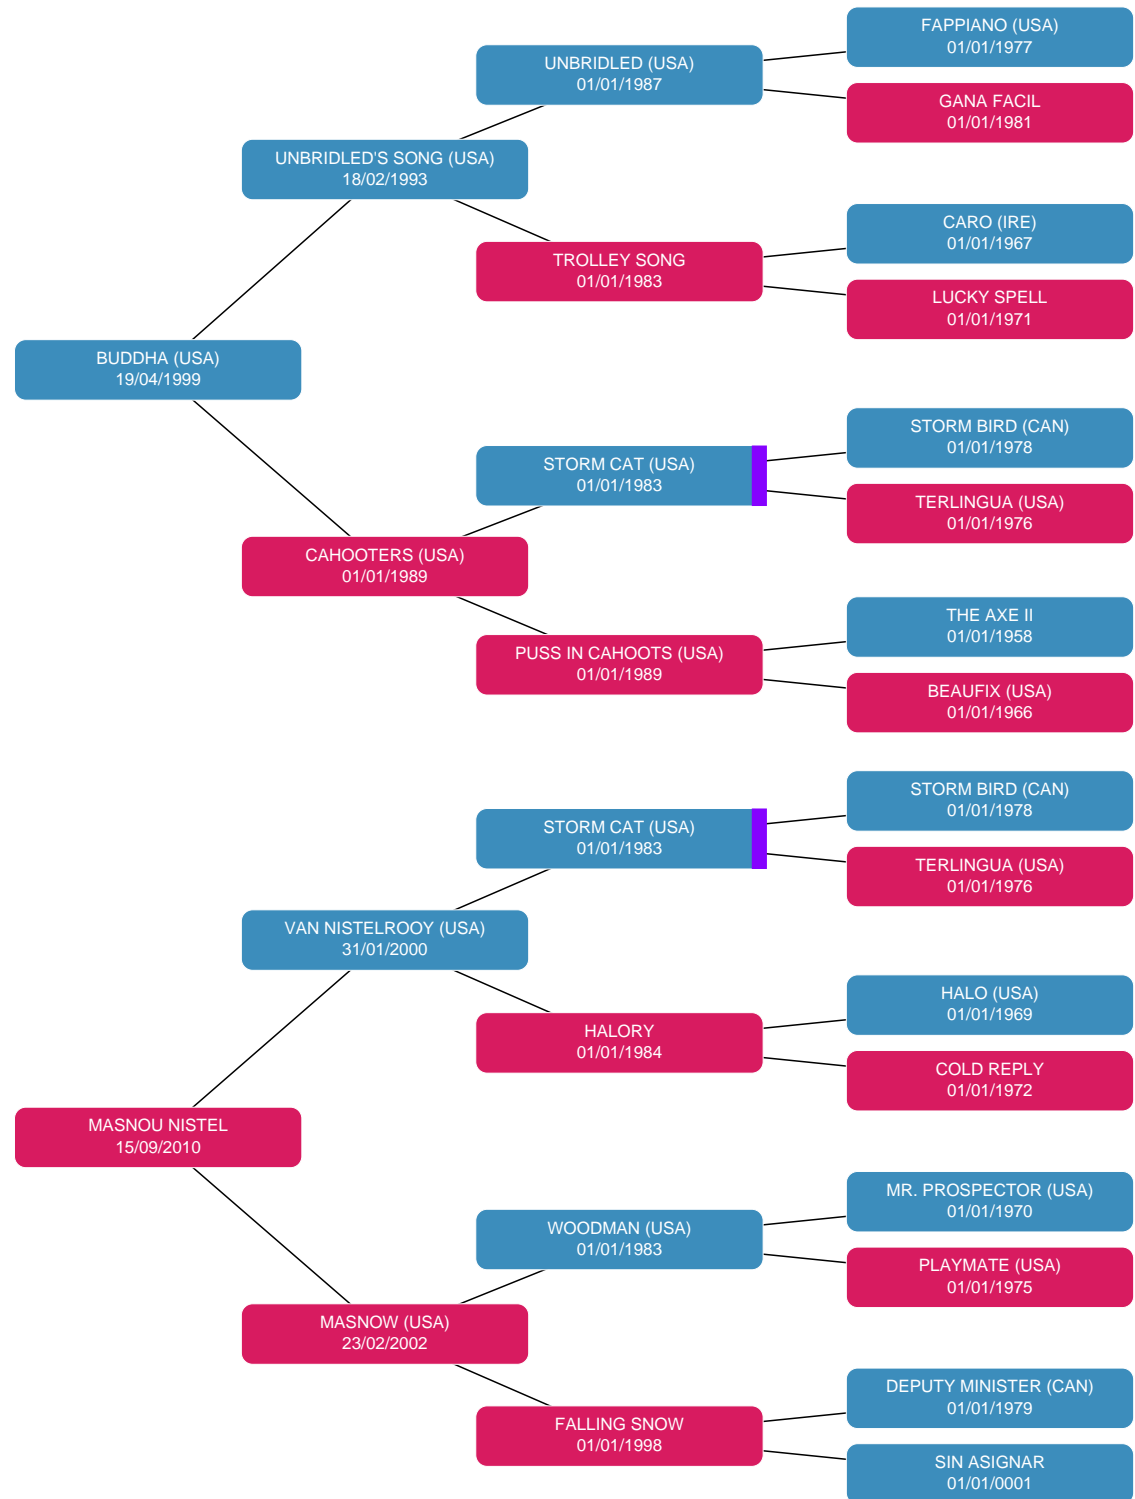 FAPPIANO (USA)
01/01/1977
UNBRIDLED (USA)
01/01/1987
GANA FACIL
01/01/1981
UNBRIDLED'S SONG (USA)
18/02/1993
CARO (IRE)
01/01/1967
TROLLEY SONG
01/01/1983
LUCKY SPELL
01/01/1971
BUDDHA (USA)
19/04/1999
STORM BIRD (CAN)
01/01/1978
STORM CAT (USA)
01/01/1983
TERLINGUA (USA)
01/01/1976
CAHOOTERS (USA)
01/01/1989
THE AXE II
01/01/1958
PUSS IN CAHOOTS (USA)
01/01/1989
BEAUFIX (USA)
01/01/1966
STORM BIRD (CAN)
01/01/1978
STORM CAT (USA)
01/01/1983
TERLINGUA (USA)
01/01/1976
VAN NISTELROOY (USA)
31/01/2000
HALO (USA)
01/01/1969
HALORY
01/01/1984
COLD REPLY
01/01/1972
MASNOU NISTEL
15/09/2010
MR. PROSPECTOR (USA)
01/01/1970
WOODMAN (USA)
01/01/1983
PLAYMATE (USA)
01/01/1975
MASNOW (USA)
23/02/2002
DEPUTY MINISTER (CAN)
01/01/1979
FALLING SNOW
01/01/1998
SIN ASIGNAR
01/01/0001